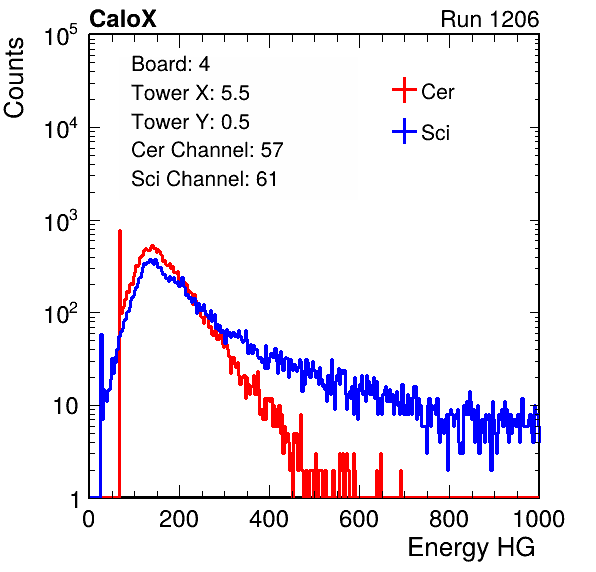 CaloX Run 1206
Counts
10^5
10^4
10^3
10^2
10
1
Board: 4
Tower X: 5.5
Tower Y: 0.5
Cer Channel: 57
Sci Channel: 61
Cer
Sci
0 200 400 600 800 1000
Energy HG